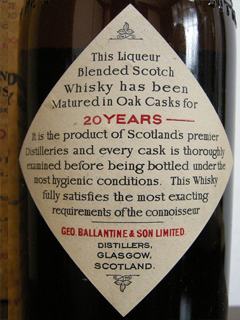 This Liqueur
Blended Scotch
Whisky has been
Matured in Oak Casks for
20 YEARS
It is the product of Scotland's premier
Distilleries and every cask is thoroughly
examined before being bottled under the
most hygienic conditions. This Whisky
fully satisfies the most exacting
requirements of the connoisseur
GEO. BALLANTINE & SON LIMITED.
DISTILLERS,
GLASGOW,
SCOTLAND.